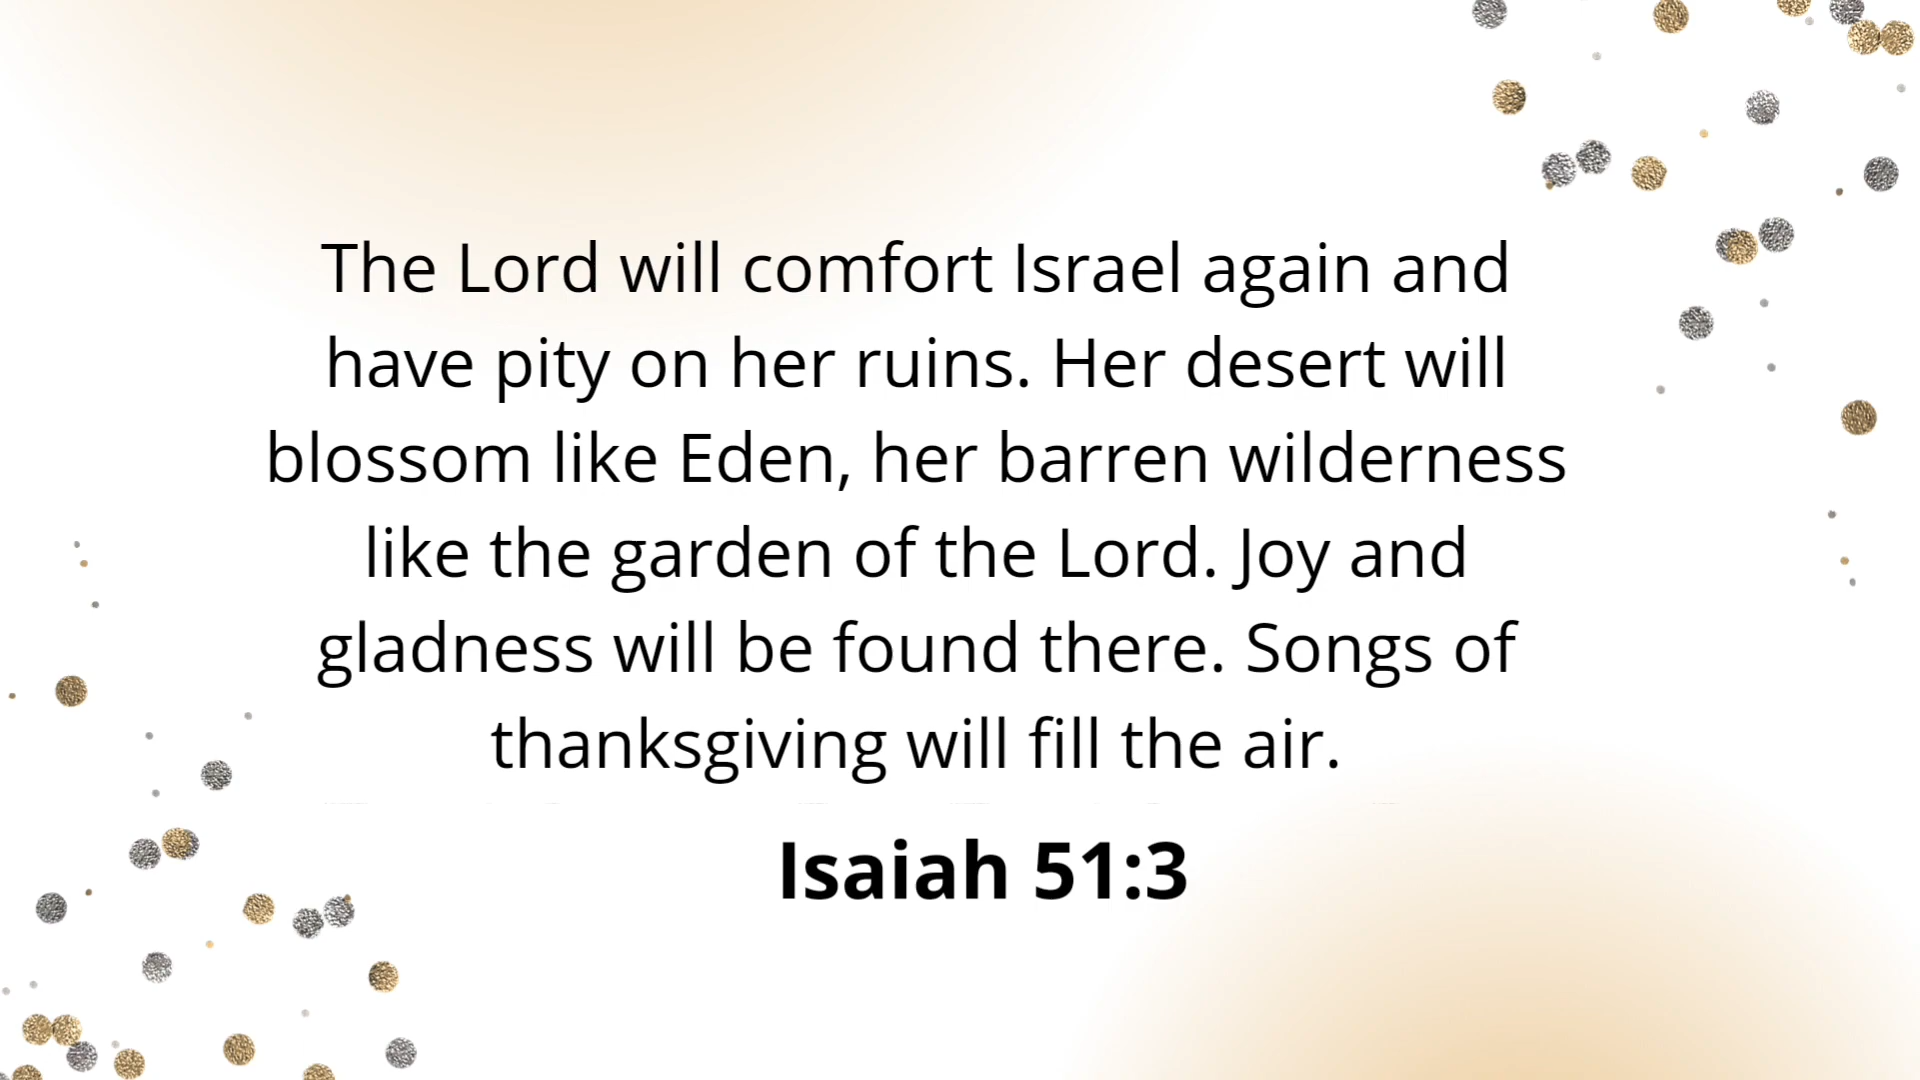 The Lord will comfort Israel again and
have pity on her ruins. Her desert will
blossom like Eden, her barren wilderness
like the garden of the Lord. Joy and
gladness will be found there. Songs of
thanksgiving will fill the air.
Isaiah 51:3